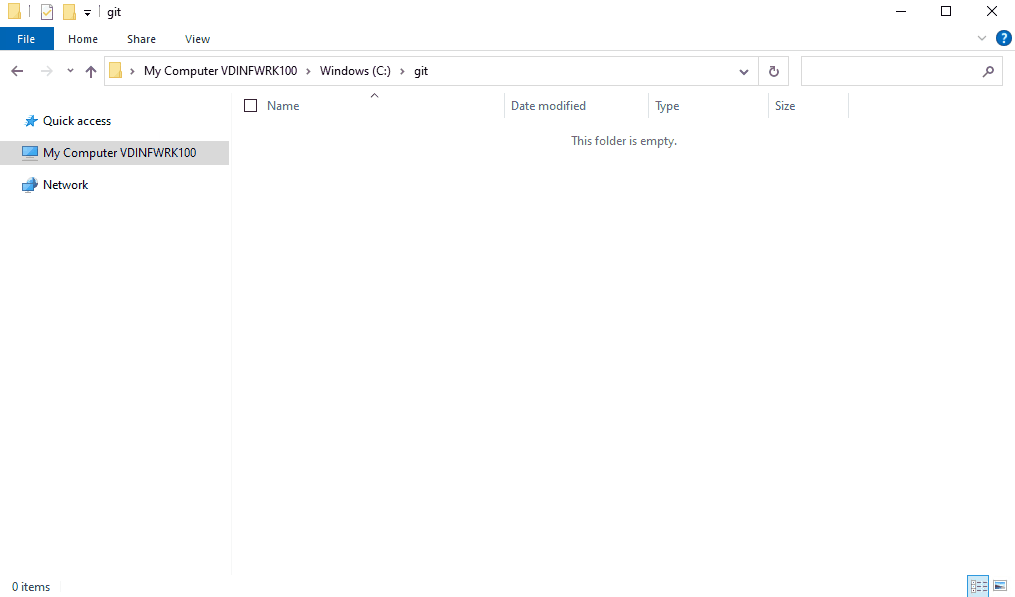 git
File Home Share View
?
My Computer VDINFWRK100 Windows (C:) git
Name Date modified Type Size
This folder is empty.
Quick access
My Computer VDINFWRK100
Network
0 items